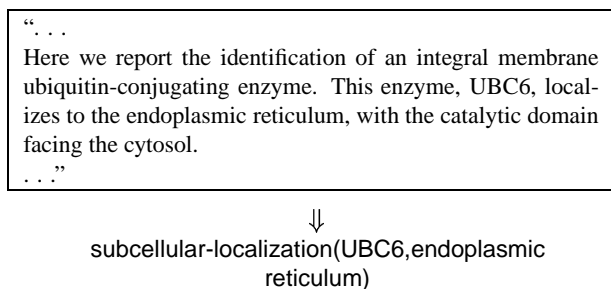 “. . .
Here we report the identification of an integral membrane
ubiquitin-conjugating enzyme. This enzyme, UBC6, local-
izes to the endoplasmic reticulum, with the catalytic domain
facing the cytosol.
. . .”
⇓
subcellular-localization(UBC6,endoplasmic
reticulum)